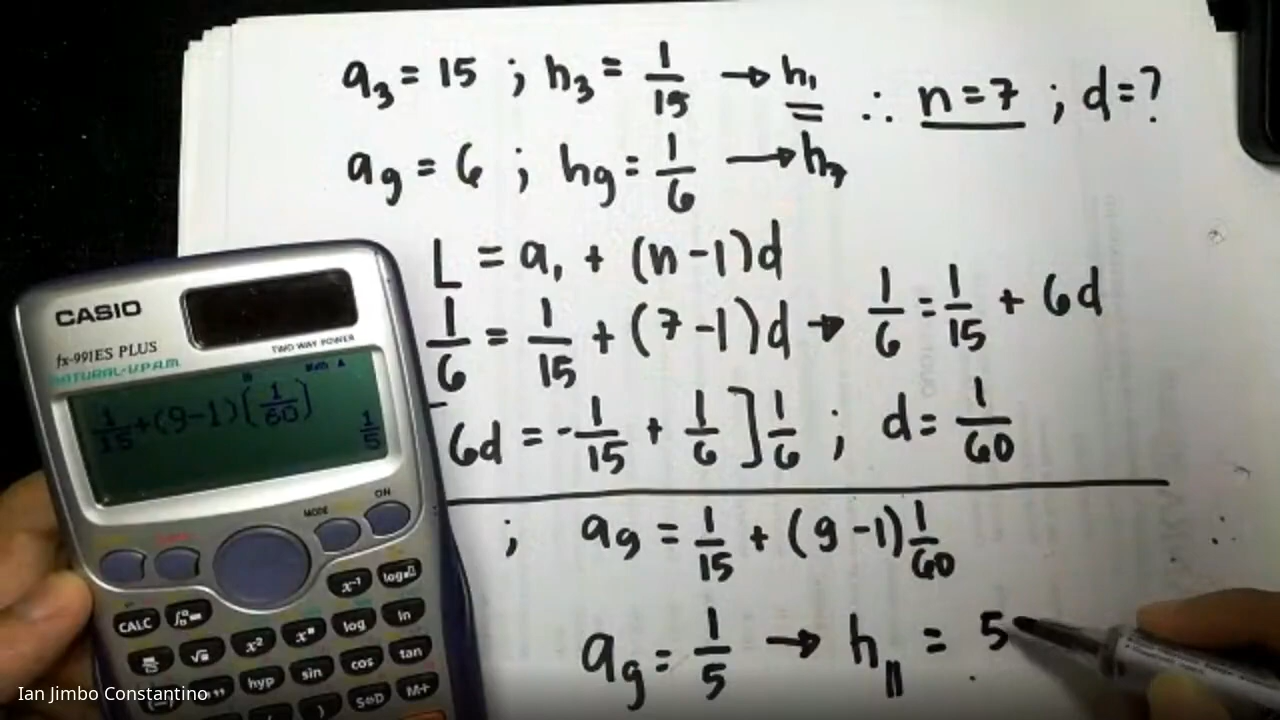 a₃ = 15 ; h₃ = 1/15 → h₁ ∴ n=7 ; d=?
a₉ = 6 ; h₉ = 1/6 → h₇
L = a₁ + (n-1)d
1/6 = 1/15 + (7-1)d → 1/6 = 1/15 + 6d
6d = -1/15 + 1/6 ] 1/6 ; d = 1/60
; a₉ = 1/15 + (9-1) 1/60
a₉ = 1/5 → h₁₁ = 5
CASIO
fx-991ES PLUS
TWO WAY POWER
NATURAL-V.P.A.M.
Math ▲
1/15+(9-1)(1/60)
1/5
MODE
ON
CALC
x⁻¹
x²
log
ln
hyp
sin
cos
tan
S⇔D
M+
Ian Jimbo Constantino